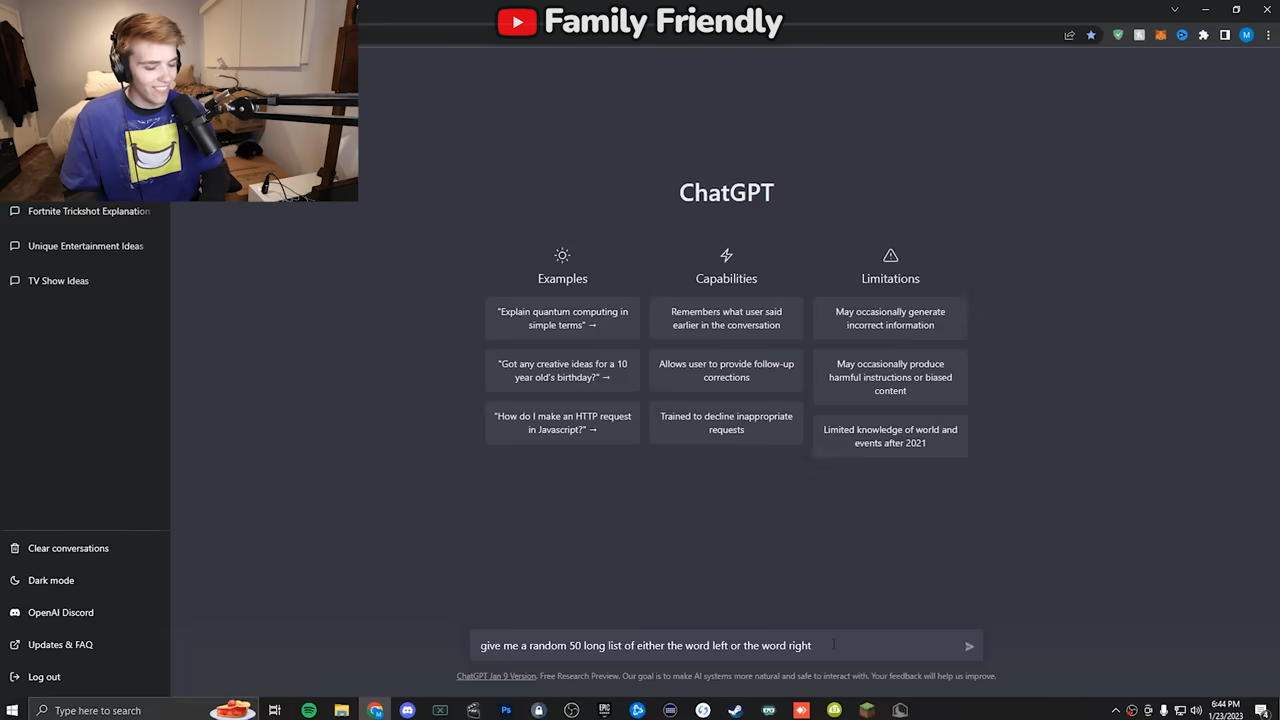 Family Friendly
Fortnite Trickshot Explanation
Unique Entertainment Ideas
TV Show Ideas
Clear conversations
Dark mode
OpenAI Discord
Updates & FAQ
Log out
ChatGPT
Examples
"Explain quantum computing in
simple terms" →
"Got any creative ideas for a 10
year old's birthday?" →
"How do I make an HTTP request
in Javascript?" →
Capabilities
Remembers what user said
earlier in the conversation
Allows user to provide follow-up
corrections
Trained to decline inappropriate
requests
Limitations
May occasionally generate
incorrect information
May occasionally produce
harmful instructions or biased
content
Limited knowledge of world and
events after 2021
give me a random 50 long list of either the word left or the word right
ChatGPT Jan 9 Version. Free Research Preview. Our goal is to make AI systems more natural and safe to interact with. Your feedback will help us improve.
Type here to search
Ps
EPIC
6:44 PM
1/23/2023